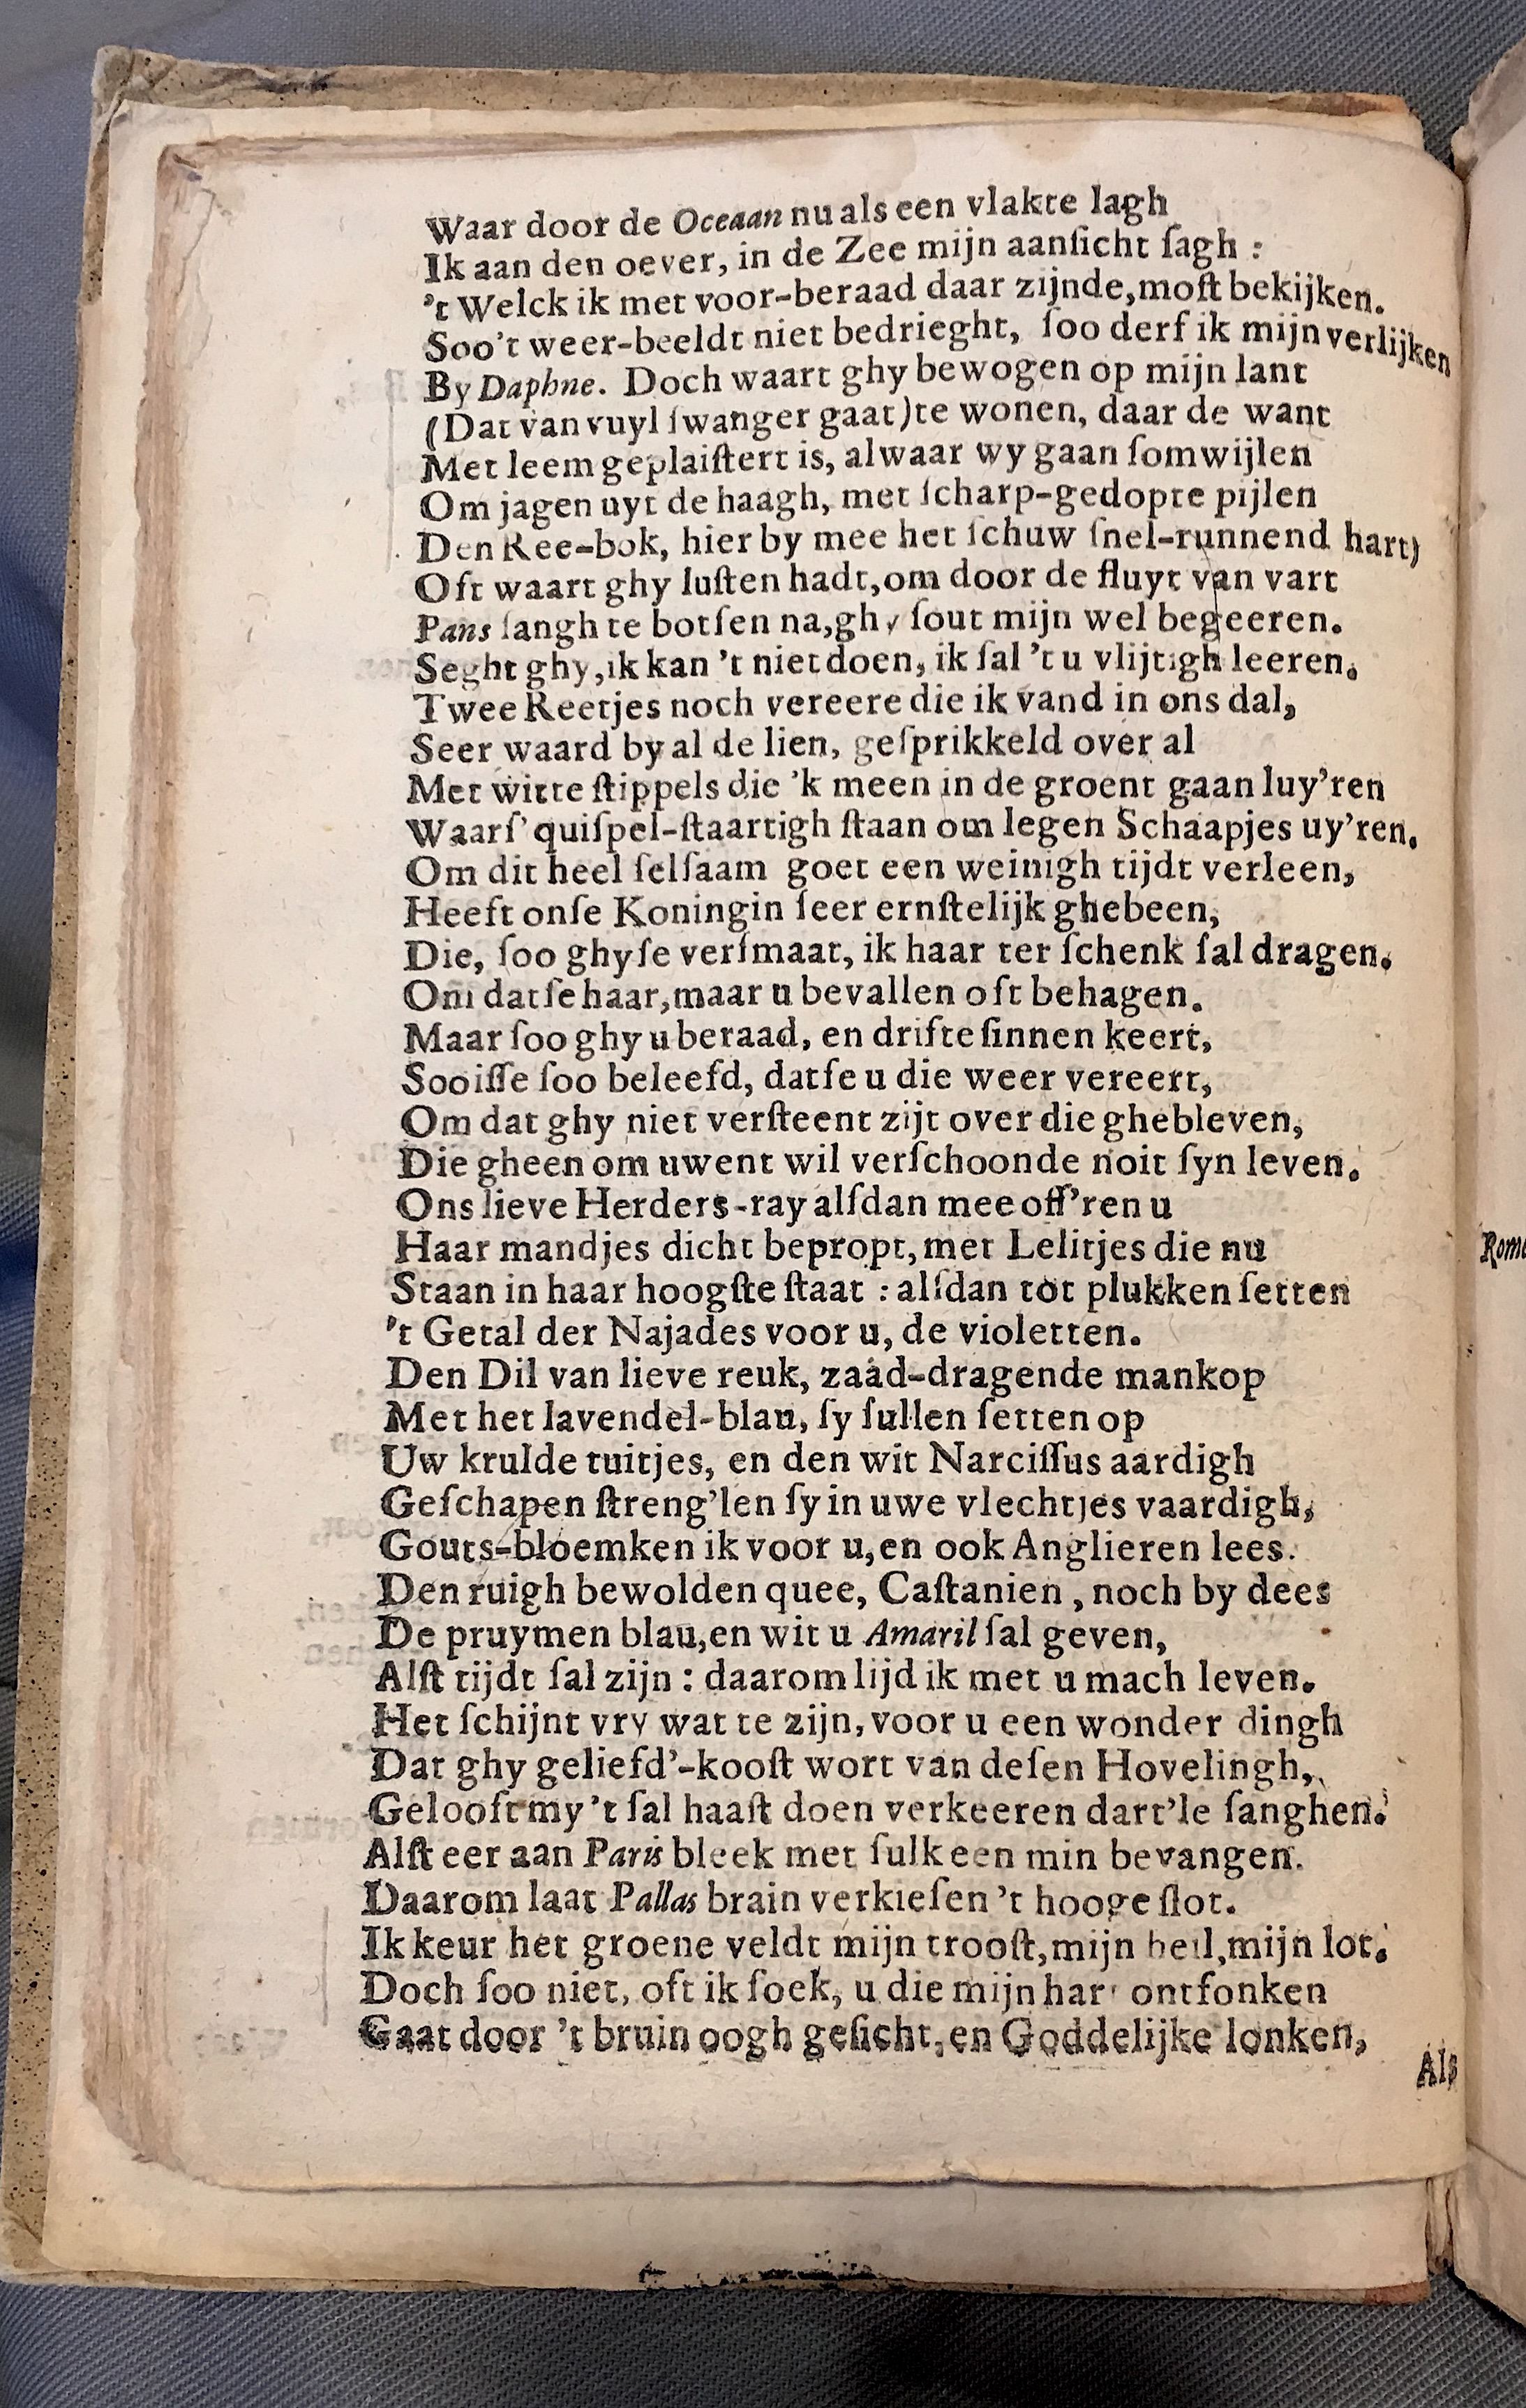 Waar door de Oceaan nu als een vlakte lagh
Ik aan den oever, in de Zee mijn aanſicht ſagh :
't Welck ik met voor-beraad daar zijnde, moſt bekijken.
Soo't weer-beeldt niet bedrieght, ſoo derf ik mijn verlijken
By Daphne. Doch waart ghy bewogen op mijn lant
(Dat van vuyl ſwanger gaat) te wonen, daar de want
Met leem geplaiſtert is, alwaar wy gaan ſomwijlen
Om jagen uyt de haagh, met ſcharp-gedopte pijlen
Den Ree-bok, hier by mee het ſchuw ſnel-runnend hart)
Oft waart ghy luſten hadt, om door de fluyt van vart
Pans ſangh te botſen na, ghy ſout mijn wel begeeren.
Seght ghy, ik kan 't niet doen, ik ſal 't u vlijtigh leeren.
Twee Reetjes noch vereere die ik vand in ons dal,
Seer waard by al de lien, geſprikkeld over al
Met witte ſtippels die 'k meen in de groent gaan luy'ren
Waarſ' quiſpel-ſtaartigh ſtaan om legen Schaapjes uy'ren.
Om dit heel ſelſaam goet een weinigh tijdt verleen,
Heeft onſe Koningin ſeer ernſtelijk ghebeen,
Die, ſoo ghyſe verſmaat, ik haar ter ſchenk ſal dragen.
Om datſe haar, maar u bevallen oft behagen.
Maar ſoo ghy u beraad, en drifte ſinnen keert,
Soo iſſe ſoo beleefd, datſe u die weer vereert,
Om dat ghy niet verſteent zijt over die ghebleven,
Die gheen om uwent wil verſchoonde noit ſyn leven.
Ons lieve Herders-ray alſdan mee off'ren u
Haar mandjes dicht bepropt, met Lelitjes die nu
Staan in haar hoogſte ſtaat : alſdan tot plukken ſetten
't Getal der Najades voor u, de violetten.
Den Dil van lieve reuk, zaad-dragende mankop
Met het lavendel-blau, ſy ſullen ſetten op
Uw krulde tuitjes, en den wit Narciſſus aardigh
Geſchapen ſtreng'len ſy in uwe vlechtjes vaardigh,
Gouts-bloemken ik voor u, en ook Anglieren lees.
Den ruigh bewolden quee, Caſtanien, noch by dees
De pruymen blau, en wit u Amaril ſal geven,
Alſt tijdt ſal zijn : daarom lijd ik met u mach leven.
Het ſchijnt vry wat te zijn, voor u een wonder dingh
Dat ghy geliefd'-kooſt wort van deſen Hovelingh,
Gelooft my 't ſal haaſt doen verkeeren dart'le ſanghen.
Alſt eer aan Paris bleek met ſulk een min bevangen.
Daarom laat Pallas brain verkieſen 't hooge ſlot.
Ik keur het groene veldt mijn trooſt, mijn heil, mijn lot.
Doch ſoo niet, oft ik ſoek, u die mijn har ontfonken
Gaat door 't bruin oogh geſicht, en Goddelijke lonken,
Als